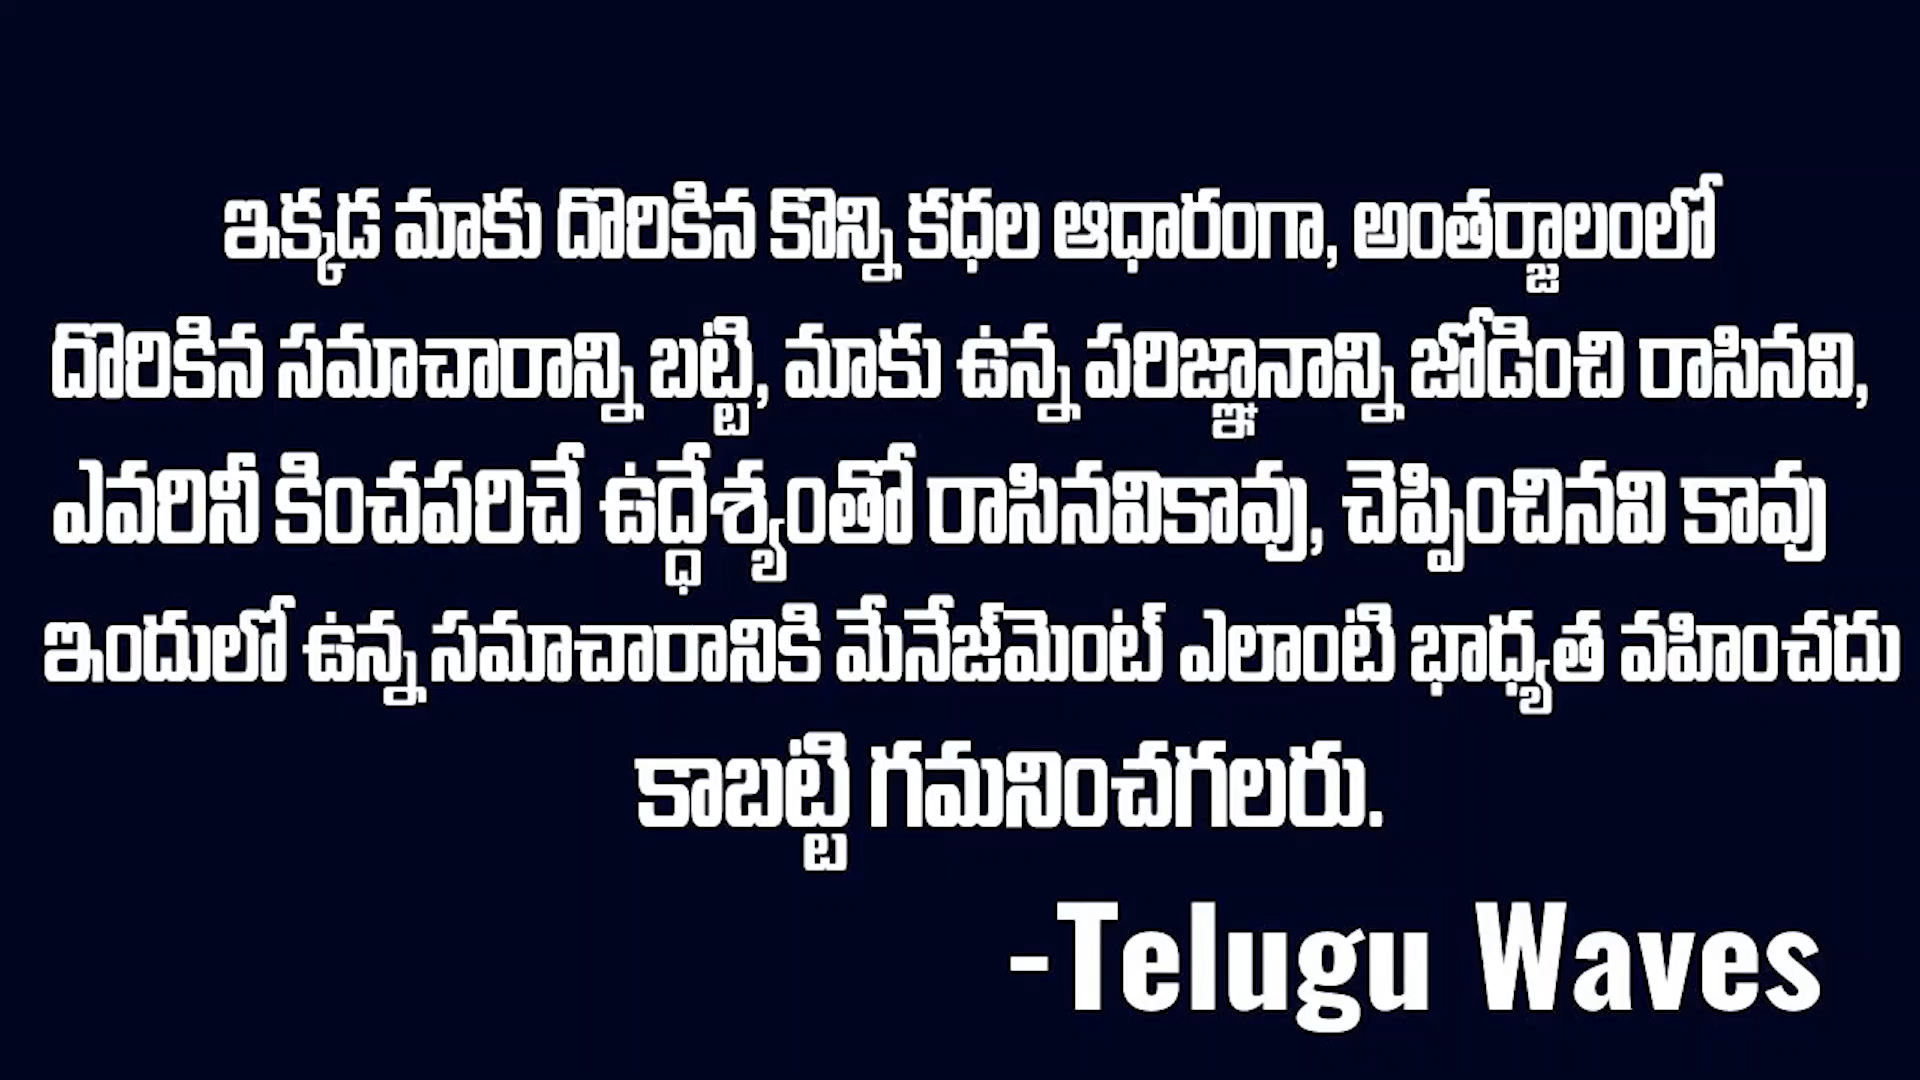 ఇక్కడ మాకు దొరికిన కొన్ని కధల ఆధారంగా, అంతర్జాలంలో
దొరికిన సమాచారాన్ని బట్టి, మాకు ఉన్న పరిజ్ఞానాన్ని జోడించి రాసినవి,
ఎవరినీ కించపరిచే ఉద్ధేశ్యంతో రాసినవికావు, చెప్పించినవి కావు
ఇందులో ఉన్న సమాచారానికి మేనేజ్‌మెంట్ ఎలాంటి భాధ్యత వహించదు
కాబట్టి గమనించగలరు.
-Telugu Waves